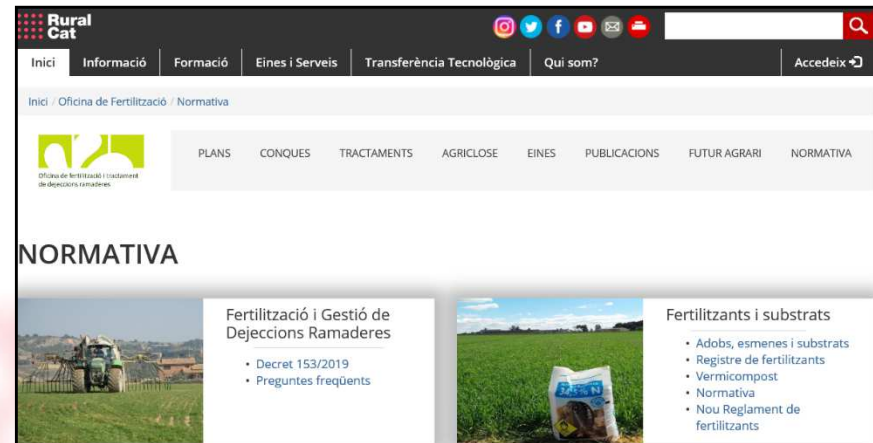 Rural
Cat
Inici Informació Formació Eines i Serveis Transferència Tecnològica Qui som? Accedeix
Inici / Oficina de Fertilització / Normativa
PLANS CONQUES TRACTAMENTS AGRICLOSE EINES PUBLICACIONS FUTUR AGRARI NORMATIVA
Oficina de fertilització i tractament
de dejeccions ramaderes
NORMATIVA
Fertilització i Gestió de
Dejeccions Ramaderes
• Decret 153/2019
• Preguntes freqüents
Fertilitzants i substrats
• Adobs, esmenes i substrats
• Registre de fertilitzants
• Vermicompost
• Normativa
• Nou Reglament de
fertilitzants